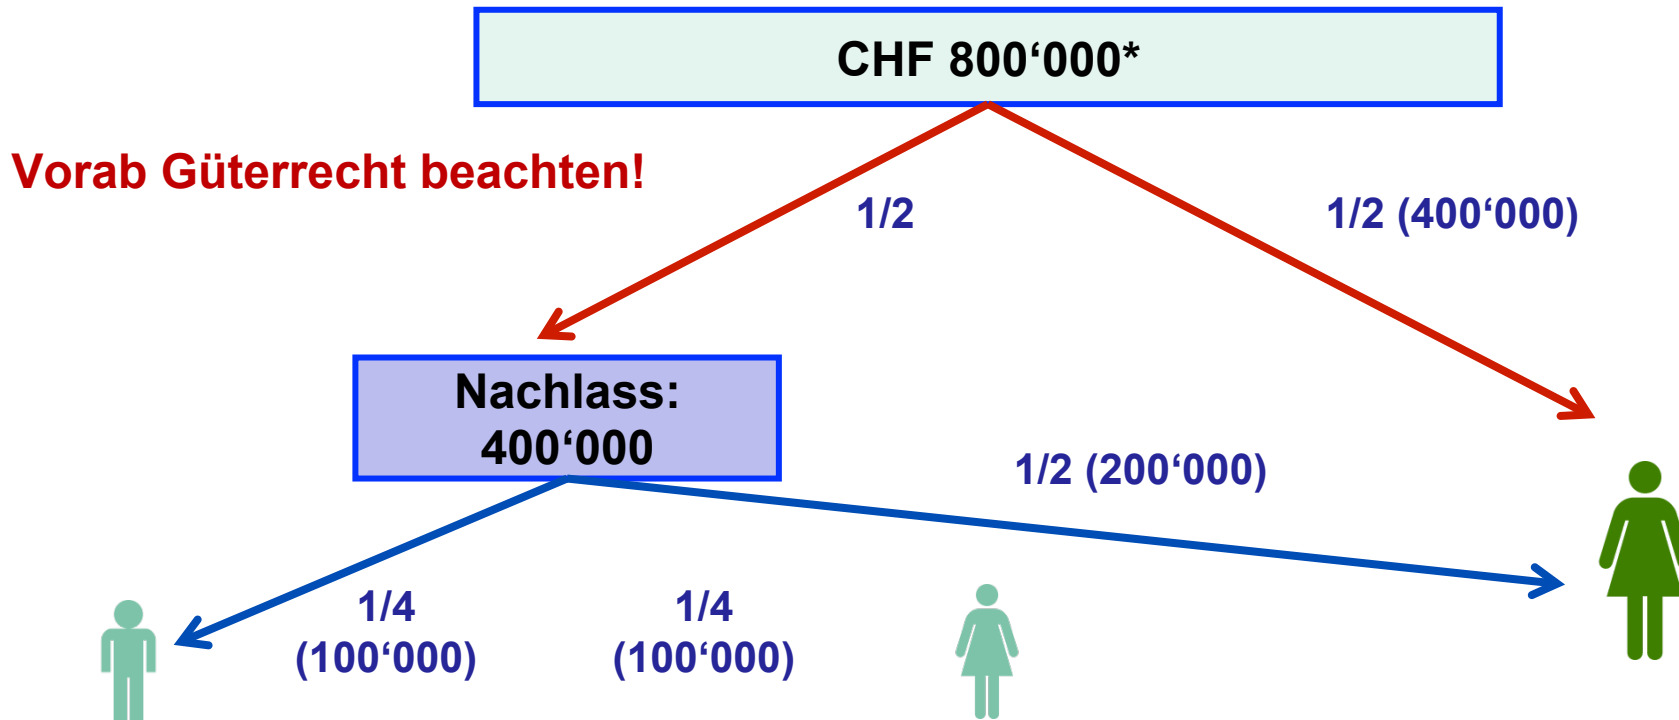 CHF 800‘000*
Vorab Güterrecht beachten!
1/2
1/2 (400‘000)
Nachlass:
400‘000
1/2 (200‘000)
1/4
(100‘000)
1/4
(100‘000)